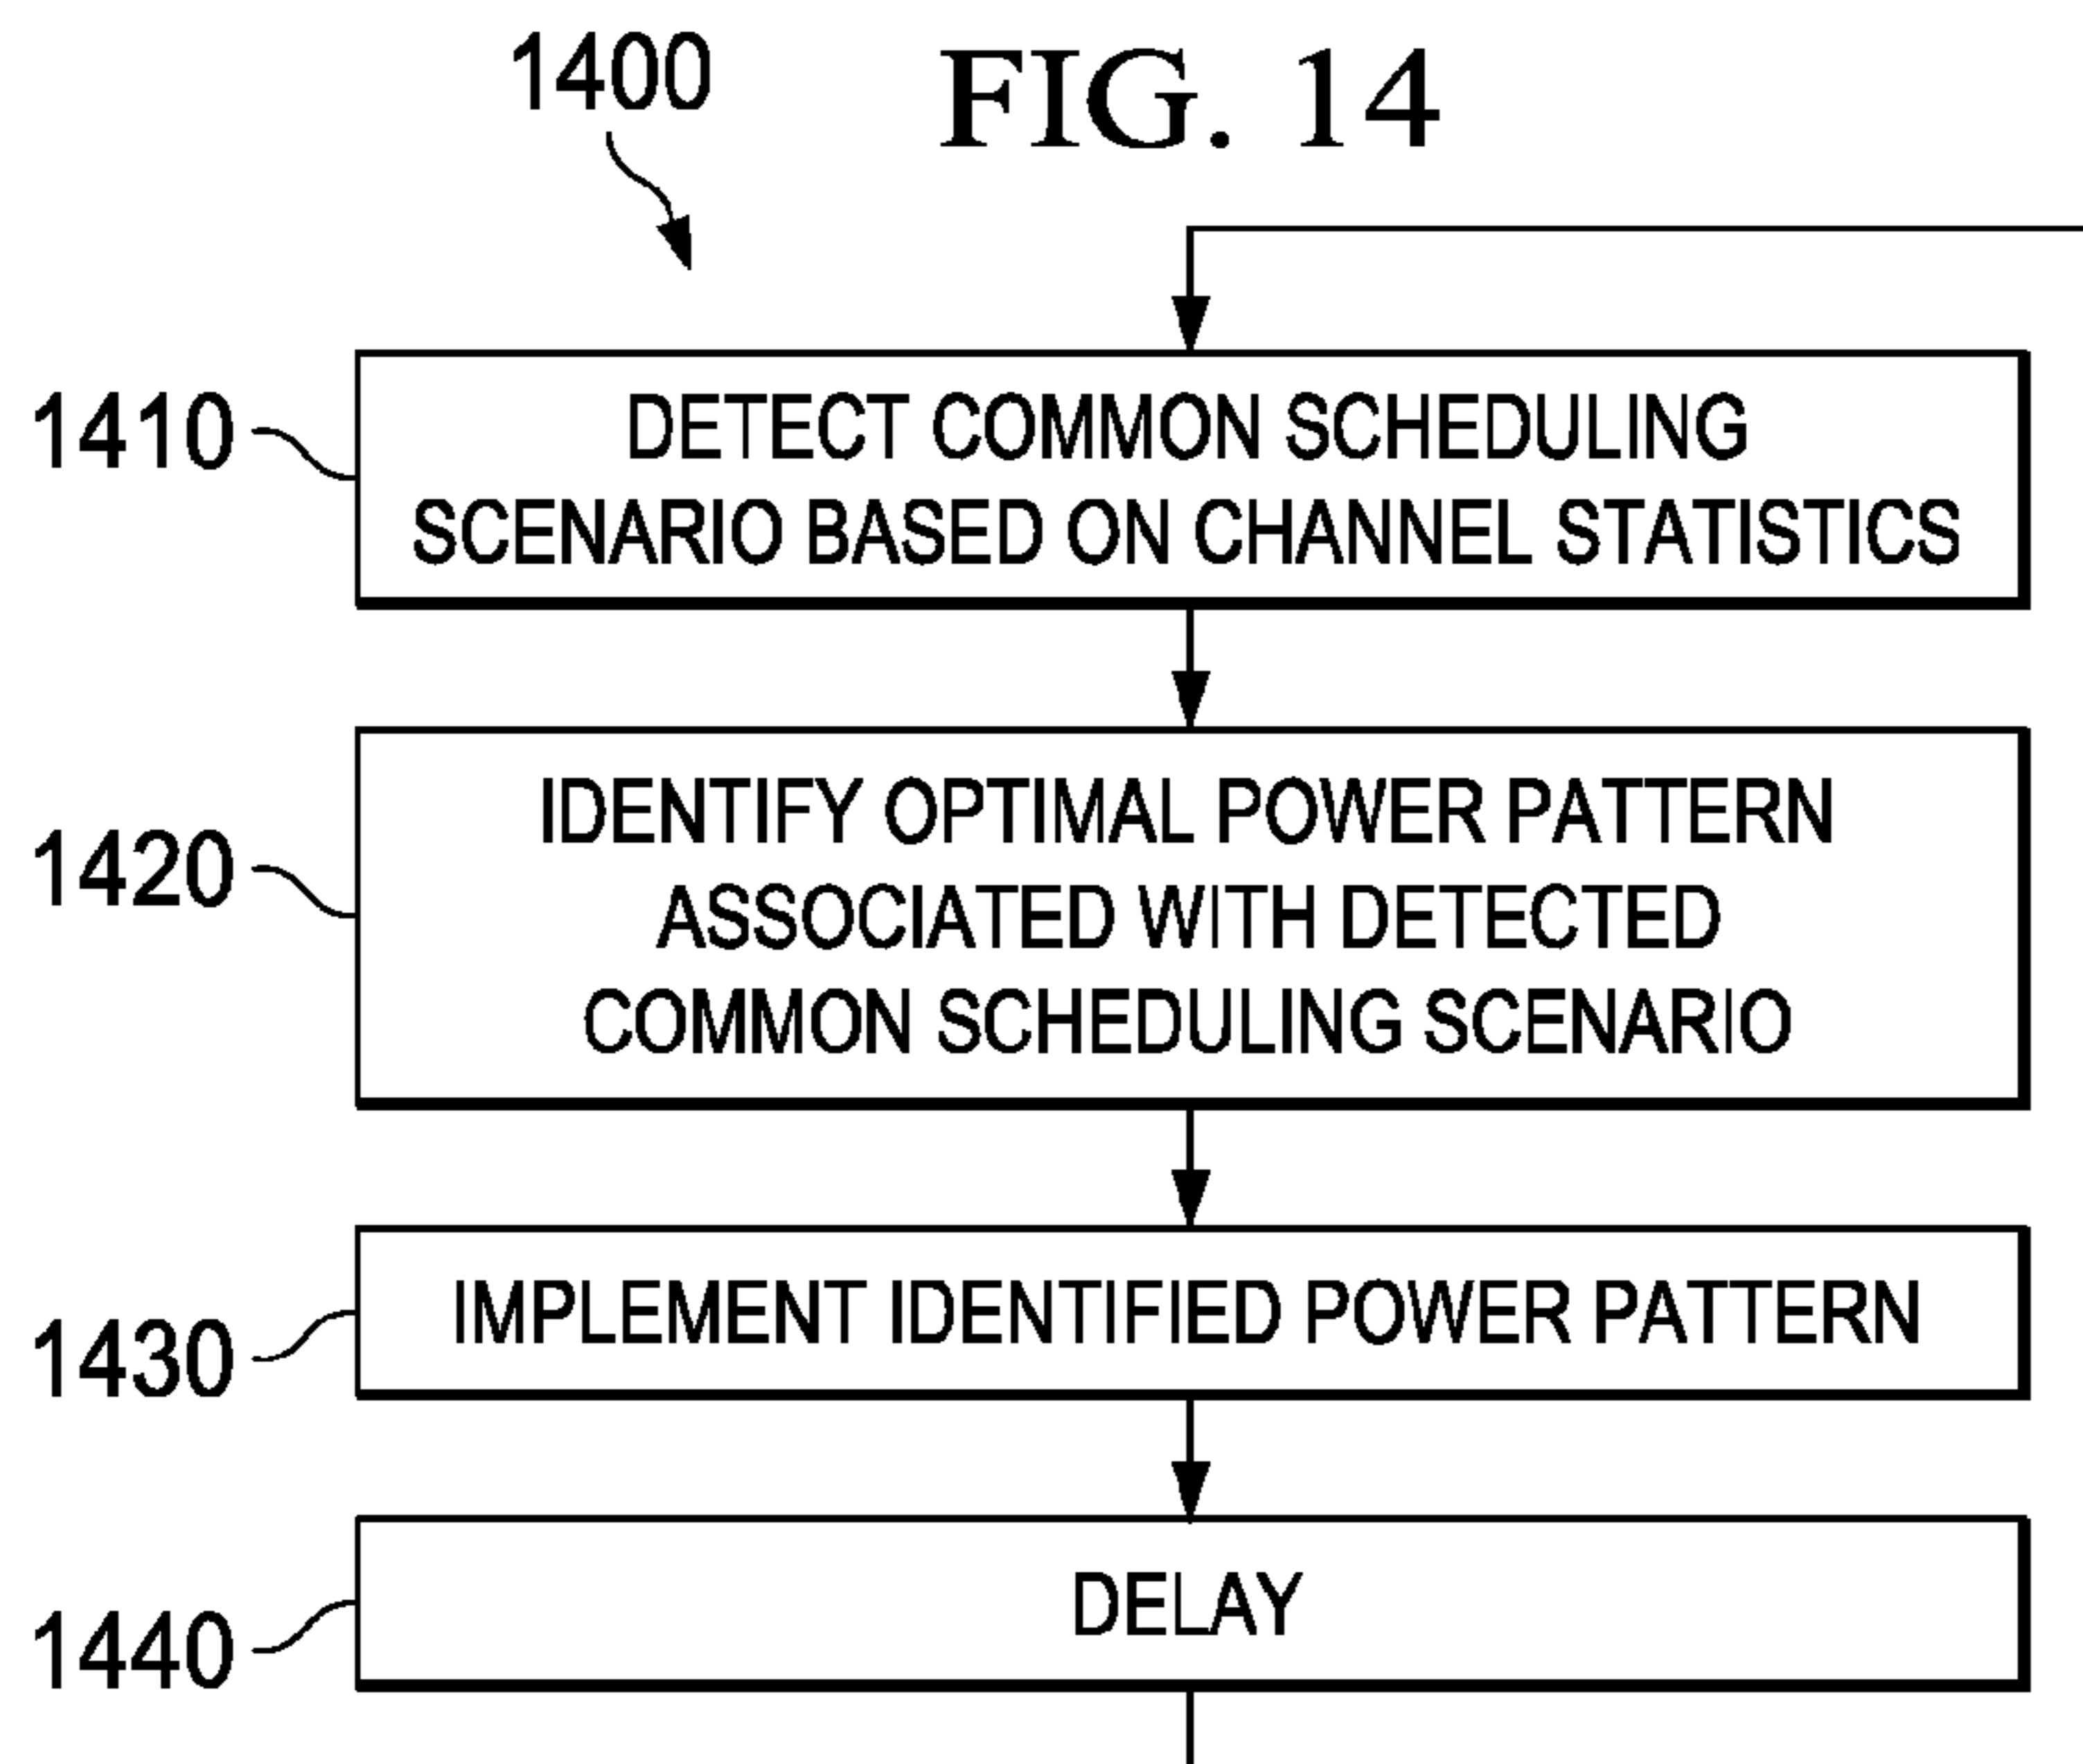 1400
FIG. 14
1410
DETECT COMMON SCHEDULING
SCENARIO BASED ON CHANNEL STATISTICS
1420
IDENTIFY OPTIMAL POWER PATTERN
ASSOCIATED WITH DETECTED
COMMON SCHEDULING SCENARIO
1430
IMPLEMENT IDENTIFIED POWER PATTERN
1440
DELAY